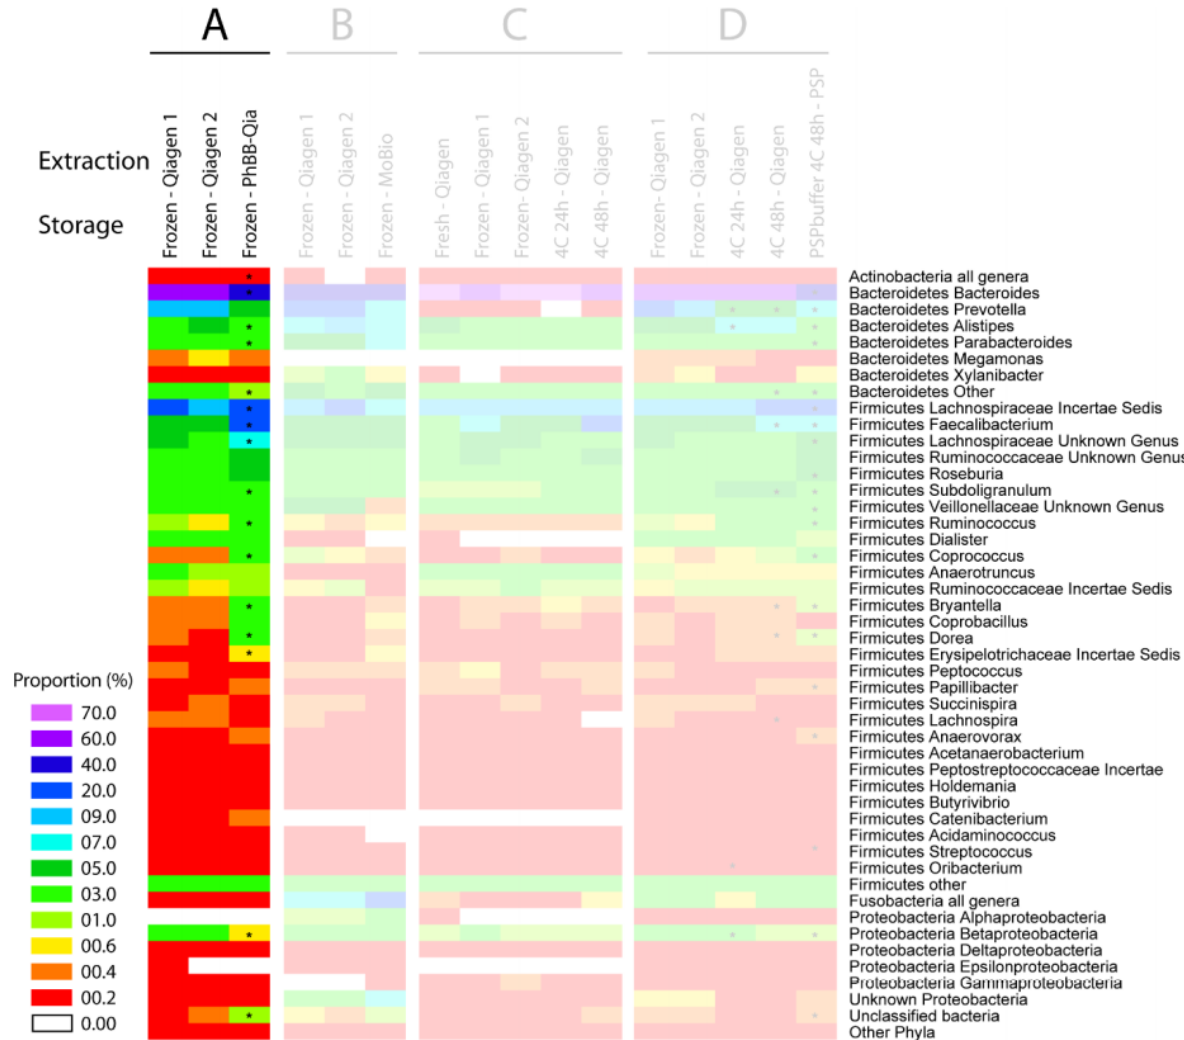 A B C D
Extraction
Storage
Frozen - Qiagen 1
Frozen - Qiagen 2
Frozen - PhBB-Qia
Frozen - Qiagen 1
Frozen - Qiagen 2
Frozen - MoBio
Fresh - Qiagen
Frozen - Qiagen 1
Frozen- Qiagen 2
4C 24h - Qiagen
4C 48h - Qiagen
Frozen- Qiagen 1
Frozen - Qiagen 2
4C 24h - Qiagen
4C 48h - Qiagen
PSPbuffer 4C 48h - PSP
Actinobacteria all genera
Bacteroidetes Bacteroides
Bacteroidetes Prevotella
Bacteroidetes Alistipes
Bacteroidetes Parabacteroides
Bacteroidetes Megamonas
Bacteroidetes Xylanibacter
Bacteroidetes Other
Firmicutes Lachnospiraceae Incertae Sedis
Firmicutes Faecalibacterium
Firmicutes Lachnospiraceae Unknown Genus
Firmicutes Ruminococcaceae Unknown Genus
Firmicutes Roseburia
Firmicutes Subdoligranulum
Firmicutes Veillonellaceae Unknown Genus
Firmicutes Ruminococcus
Firmicutes Dialister
Firmicutes Coprococcus
Firmicutes Anaerotruncus
Firmicutes Ruminococcaceae Incertae Sedis
Firmicutes Bryantella
Firmicutes Coprobacillus
Firmicutes Dorea
Firmicutes Erysipelotrichaceae Incertae Sedis
Firmicutes Peptococcus
Firmicutes Papillibacter
Firmicutes Succinispira
Firmicutes Lachnospira
Firmicutes Anaerovorax
Firmicutes Acetanaerobacterium
Firmicutes Peptostreptococcaceae Incertae
Firmicutes Holdemania
Firmicutes Butyrivibrio
Firmicutes Catenibacterium
Firmicutes Acidaminococcus
Firmicutes Streptococcus
Firmicutes Oribacterium
Firmicutes other
Fusobacteria all genera
Proteobacteria Alphaproteobacteria
Proteobacteria Betaproteobacteria
Proteobacteria Deltaproteobacteria
Proteobacteria Epsilonproteobacteria
Proteobacteria Gammaproteobacteria
Unknown Proteobacteria
Unclassified bacteria
Other Phyla
Proportion (%)
70.0
60.0
40.0
20.0
09.0
07.0
05.0
03.0
01.0
00.6
00.4
00.2
0.00